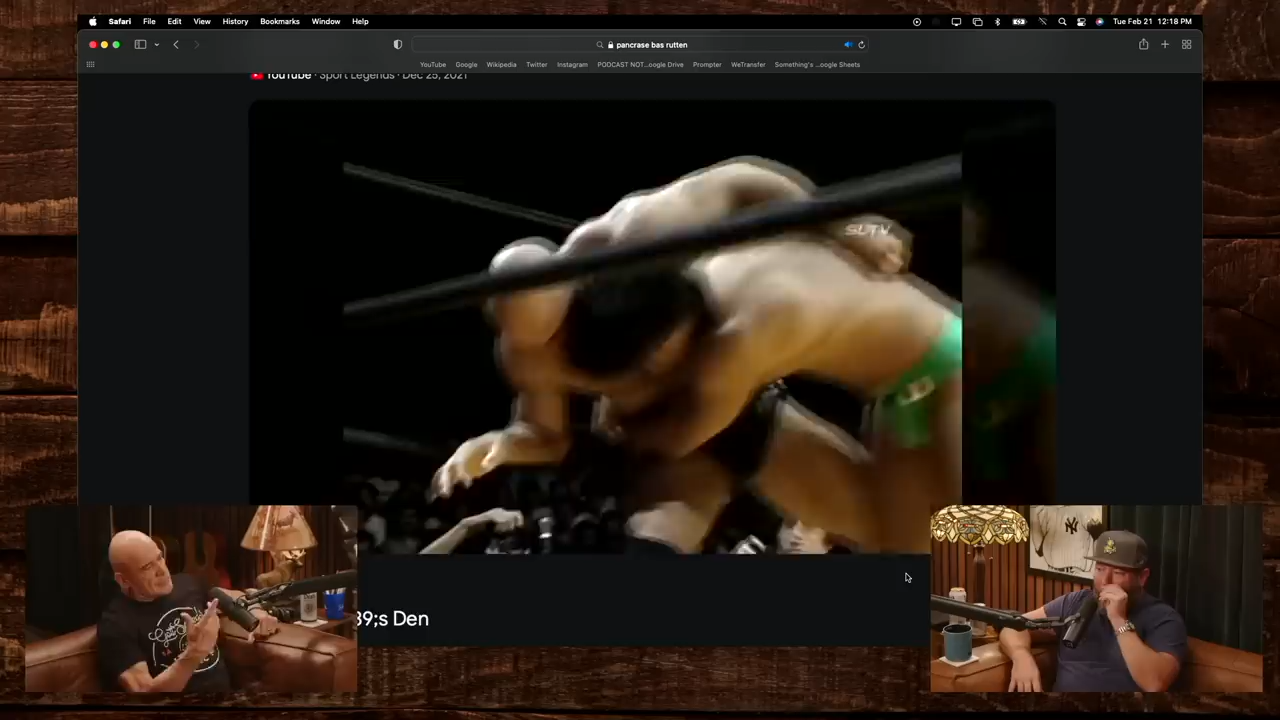 Safari File Edit View History Bookmarks Window Help Tue Feb 21 12:18 PM
pancrase bas rutten
YouTube Google Wikipedia Twitter Instagram PODCAST NOT...oogle Drive Prompter WeTransfer Something's ...oogle Sheets
YouTube · Sport Legends · Dec 25, 2021
SLTV
39;s Den